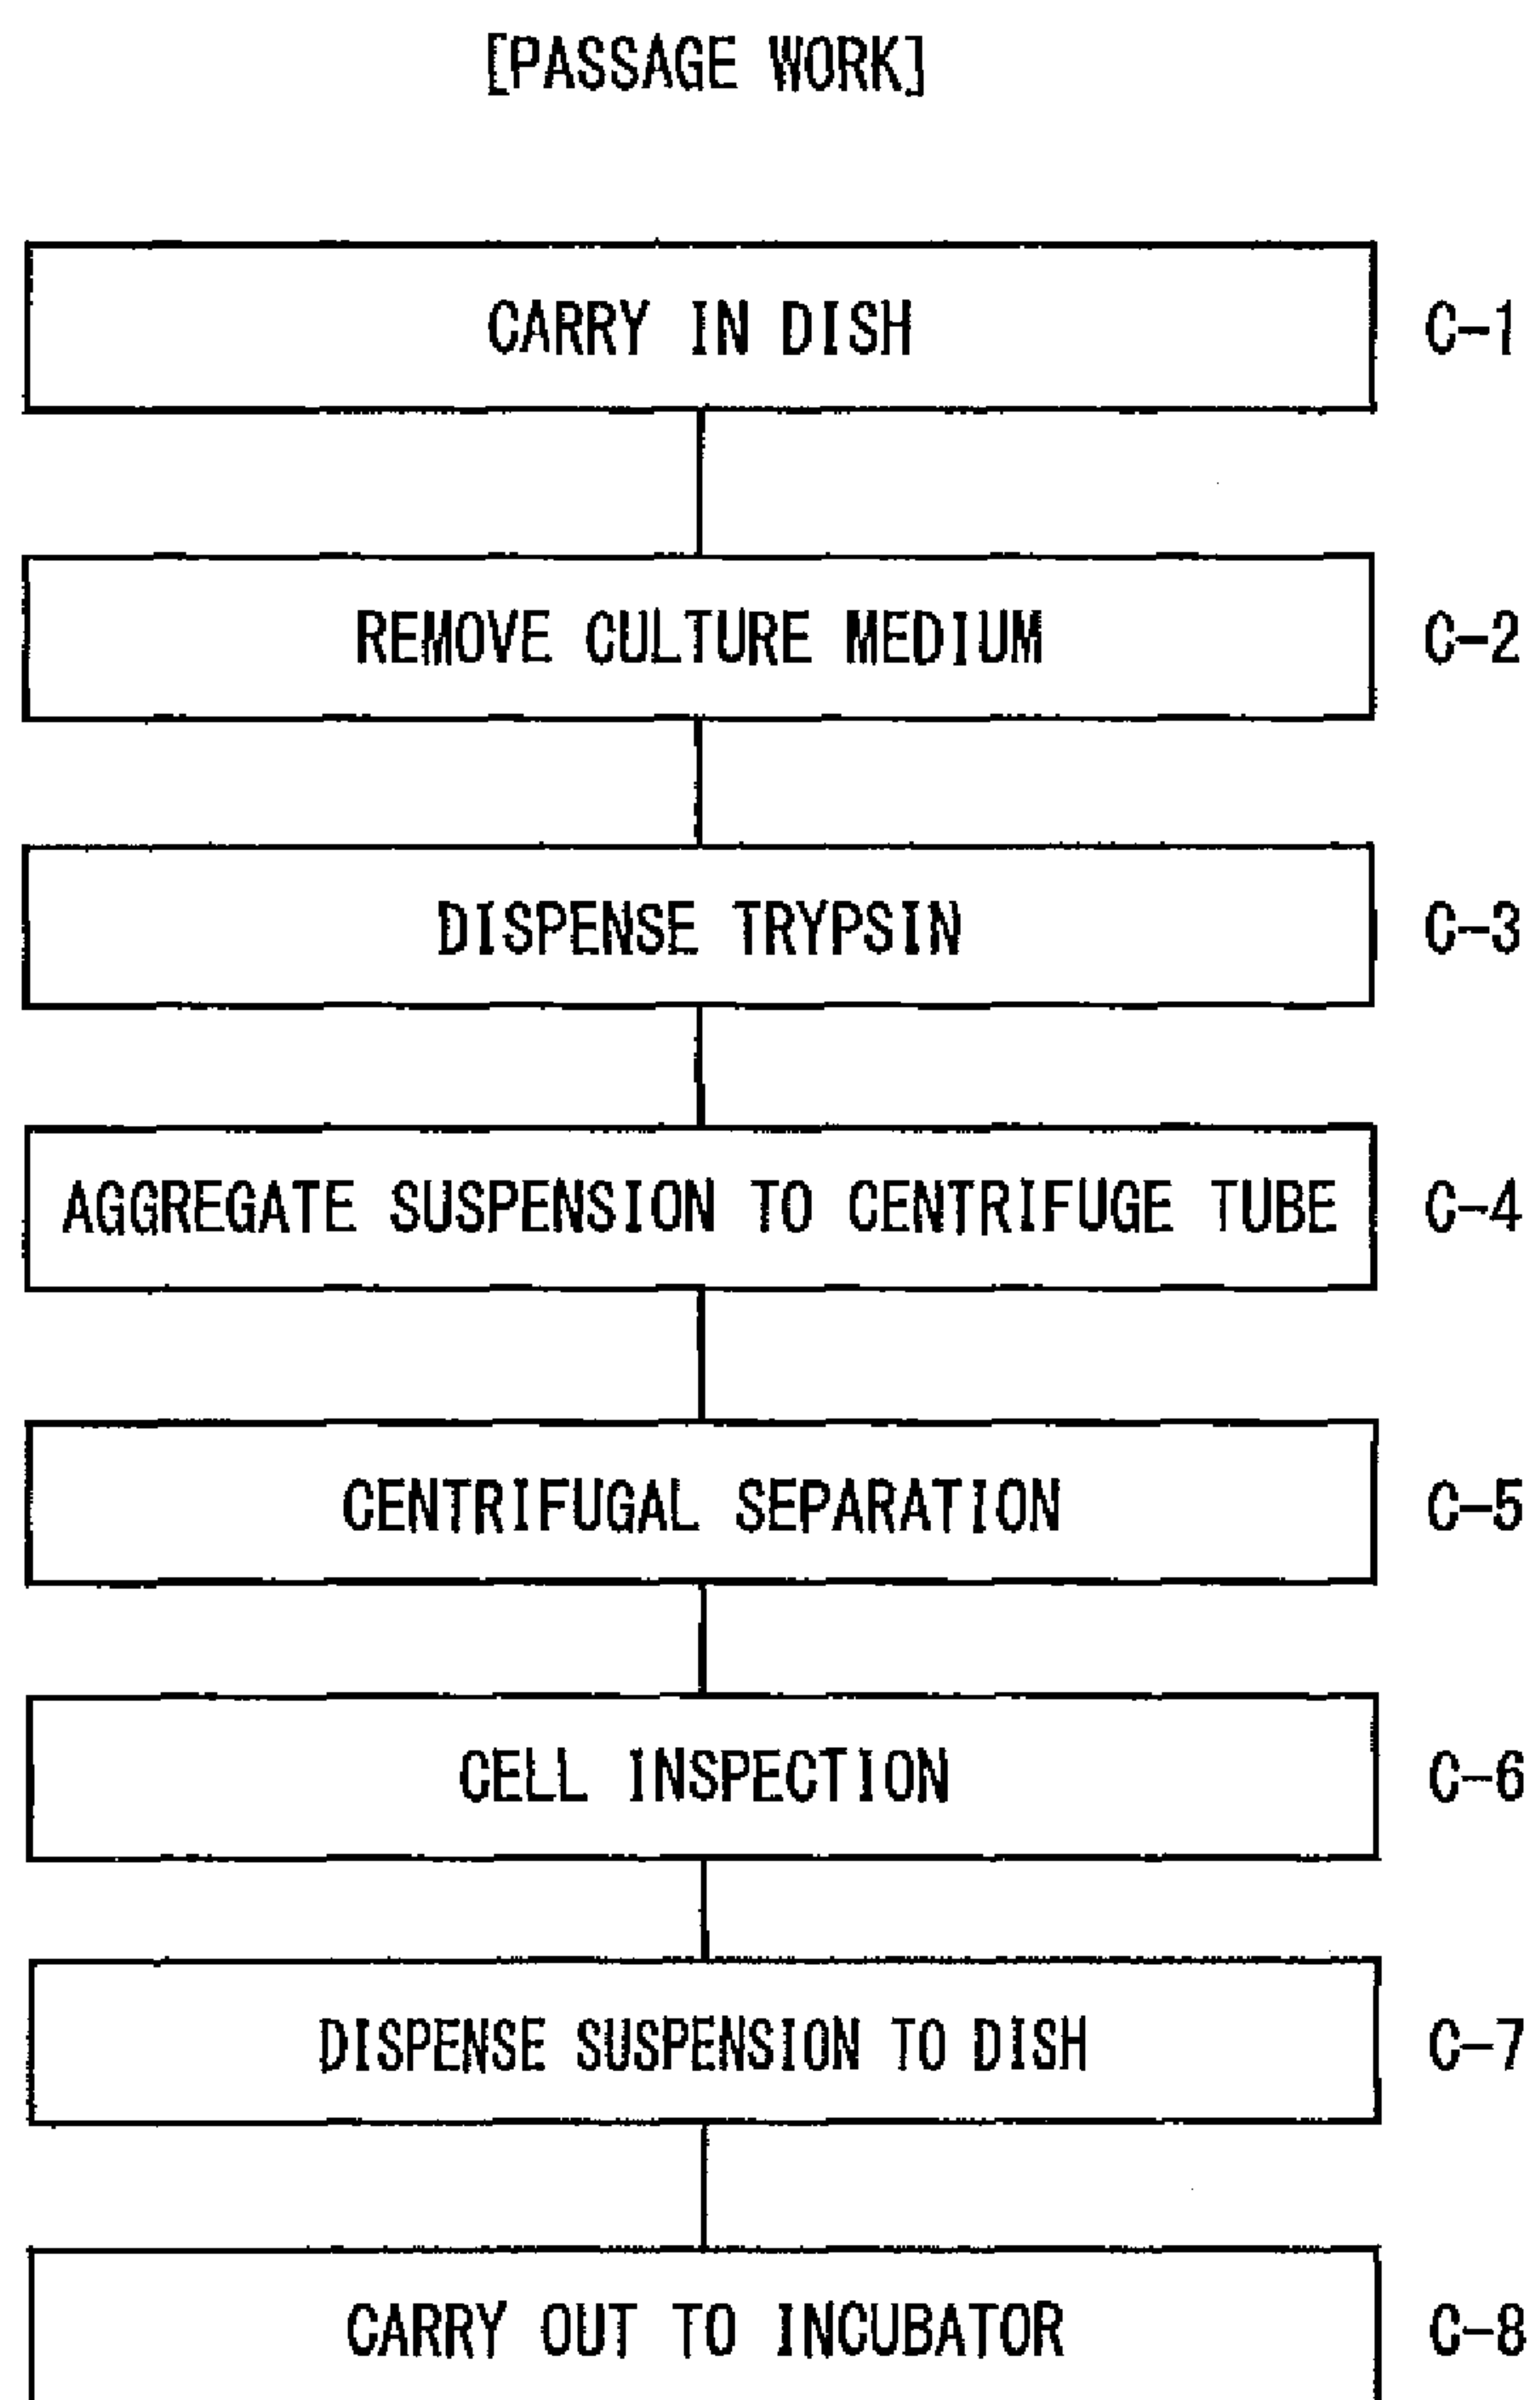 [PASSAGE WORK]
CARRY IN DISH C-1
REMOVE CULTURE MEDIUM C-2
DISPENSE TRYPSIN C-3
AGGREGATE SUSPENSION TO CENTRIFUGE TUBE C-4
CENTRIFUGAL SEPARATION C-5
CELL INSPECTION C-6
DISPENSE SUSPENSION TO DISH C-7
CARRY OUT TO INCUBATOR C-8